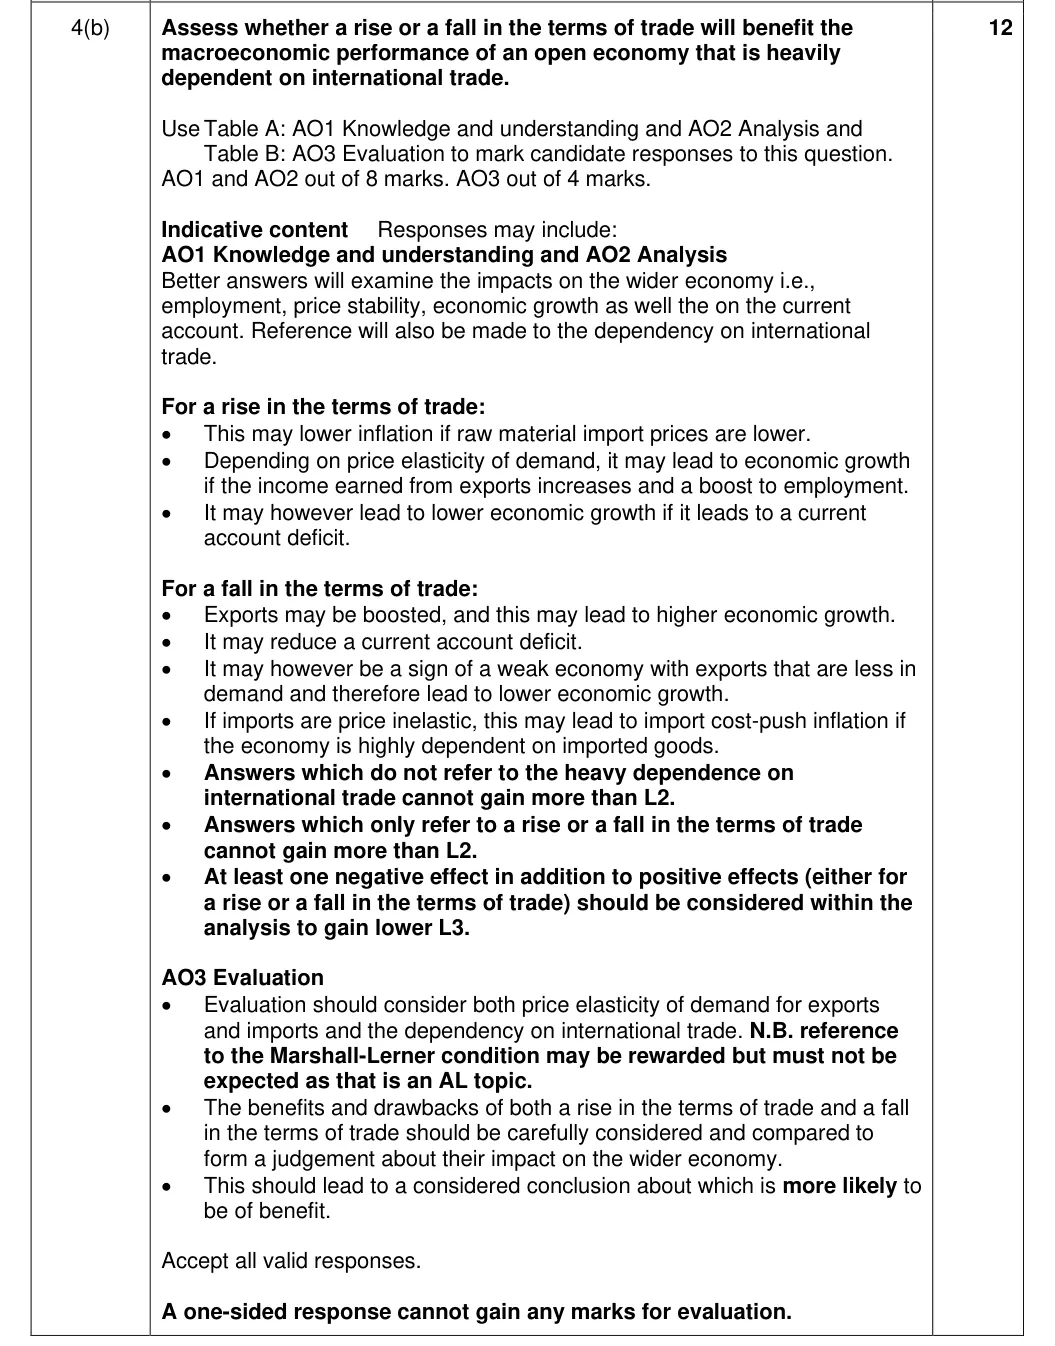 4(b)
Assess whether a rise or a fall in the terms of trade will benefit the
macroeconomic performance of an open economy that is heavily
dependent on international trade.
12
Use Table A: AO1 Knowledge and understanding and AO2 Analysis and
Table B: AO3 Evaluation to mark candidate responses to this question.
AO1 and AO2 out of 8 marks. AO3 out of 4 marks.
Indicative content Responses may include:
AO1 Knowledge and understanding and AO2 Analysis
Better answers will examine the impacts on the wider economy i.e.,
employment, price stability, economic growth as well the on the current
account. Reference will also be made to the dependency on international
trade.
For a rise in the terms of trade:
• This may lower inflation if raw material import prices are lower.
• Depending on price elasticity of demand, it may lead to economic growth
if the income earned from exports increases and a boost to employment.
• It may however lead to lower economic growth if it leads to a current
account deficit.
For a fall in the terms of trade:
• Exports may be boosted, and this may lead to higher economic growth.
• It may reduce a current account deficit.
• It may however be a sign of a weak economy with exports that are less in
demand and therefore lead to lower economic growth.
• If imports are price inelastic, this may lead to import cost-push inflation if
the economy is highly dependent on imported goods.
• Answers which do not refer to the heavy dependence on
international trade cannot gain more than L2.
• Answers which only refer to a rise or a fall in the terms of trade
cannot gain more than L2.
• At least one negative effect in addition to positive effects (either for
a rise or a fall in the terms of trade) should be considered within the
analysis to gain lower L3.
AO3 Evaluation
• Evaluation should consider both price elasticity of demand for exports
and imports and the dependency on international trade. N.B. reference
to the Marshall-Lerner condition may be rewarded but must not be
expected as that is an AL topic.
• The benefits and drawbacks of both a rise in the terms of trade and a fall
in the terms of trade should be carefully considered and compared to
form a judgement about their impact on the wider economy.
• This should lead to a considered conclusion about which is more likely to
be of benefit.
Accept all valid responses.
A one-sided response cannot gain any marks for evaluation.